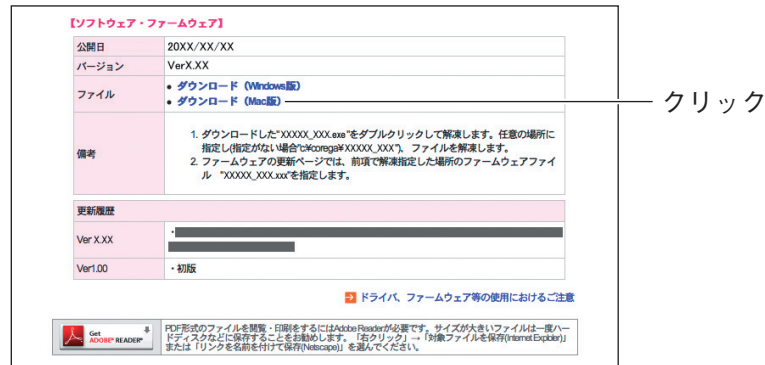 【ソフトウェア・ファームウェア】
公開日 20XX/XX/XX
バージョン VerX.XX
ファイル
• ダウンロード（Windows版）
• ダウンロード（Mac版）
クリック
備考
1. ダウンロードした"XXXXX_XXX.exe"をダブルクリックして解凍します。任意の場所に
指定し(指定がない場合"c:¥corega¥XXXXX_XXX")、ファイルを解凍します。
2. ファームウェアの更新ページでは、前項で解凍指定した場所のファームウェアファイ
ル "XXXXX_XXX.xxx"を指定します。
更新履歴
Ver X.XX ・
Ver1.00 ・初版
ドライバ、ファームウェア等の使用におけるご注意
Get
ADOBE® READER®
PDF形式のファイルを閲覧・印刷をするにはAdobe Readerが必要です。サイズが大きいファイルは一度ハー
ドディスクなどに保存することをお勧めします。「右クリック」→「対象ファイルを保存(Internet Explorer)」
または「リンクを名前を付けて保存(Netscape)」を選んでください。